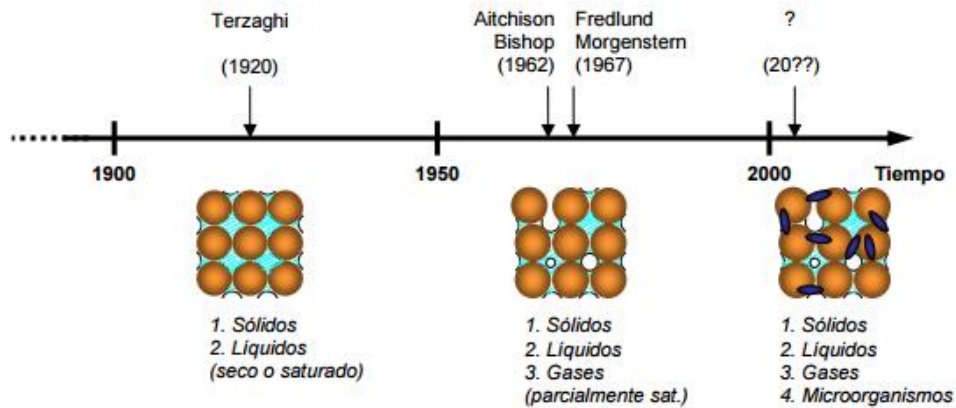 Terzaghi
(1920)
Aitchison
Bishop
(1962)
Fredlund
Morgenstern
(1967)
?
(20??)
1900
1950
2000
Tiempo
1. Sólidos
2. Líquidos
(seco o saturado)
1. Sólidos
2. Líquidos
3. Gases
(parcialmente sat.)
1. Sólidos
2. Líquidos
3. Gases
4. Microorganismos